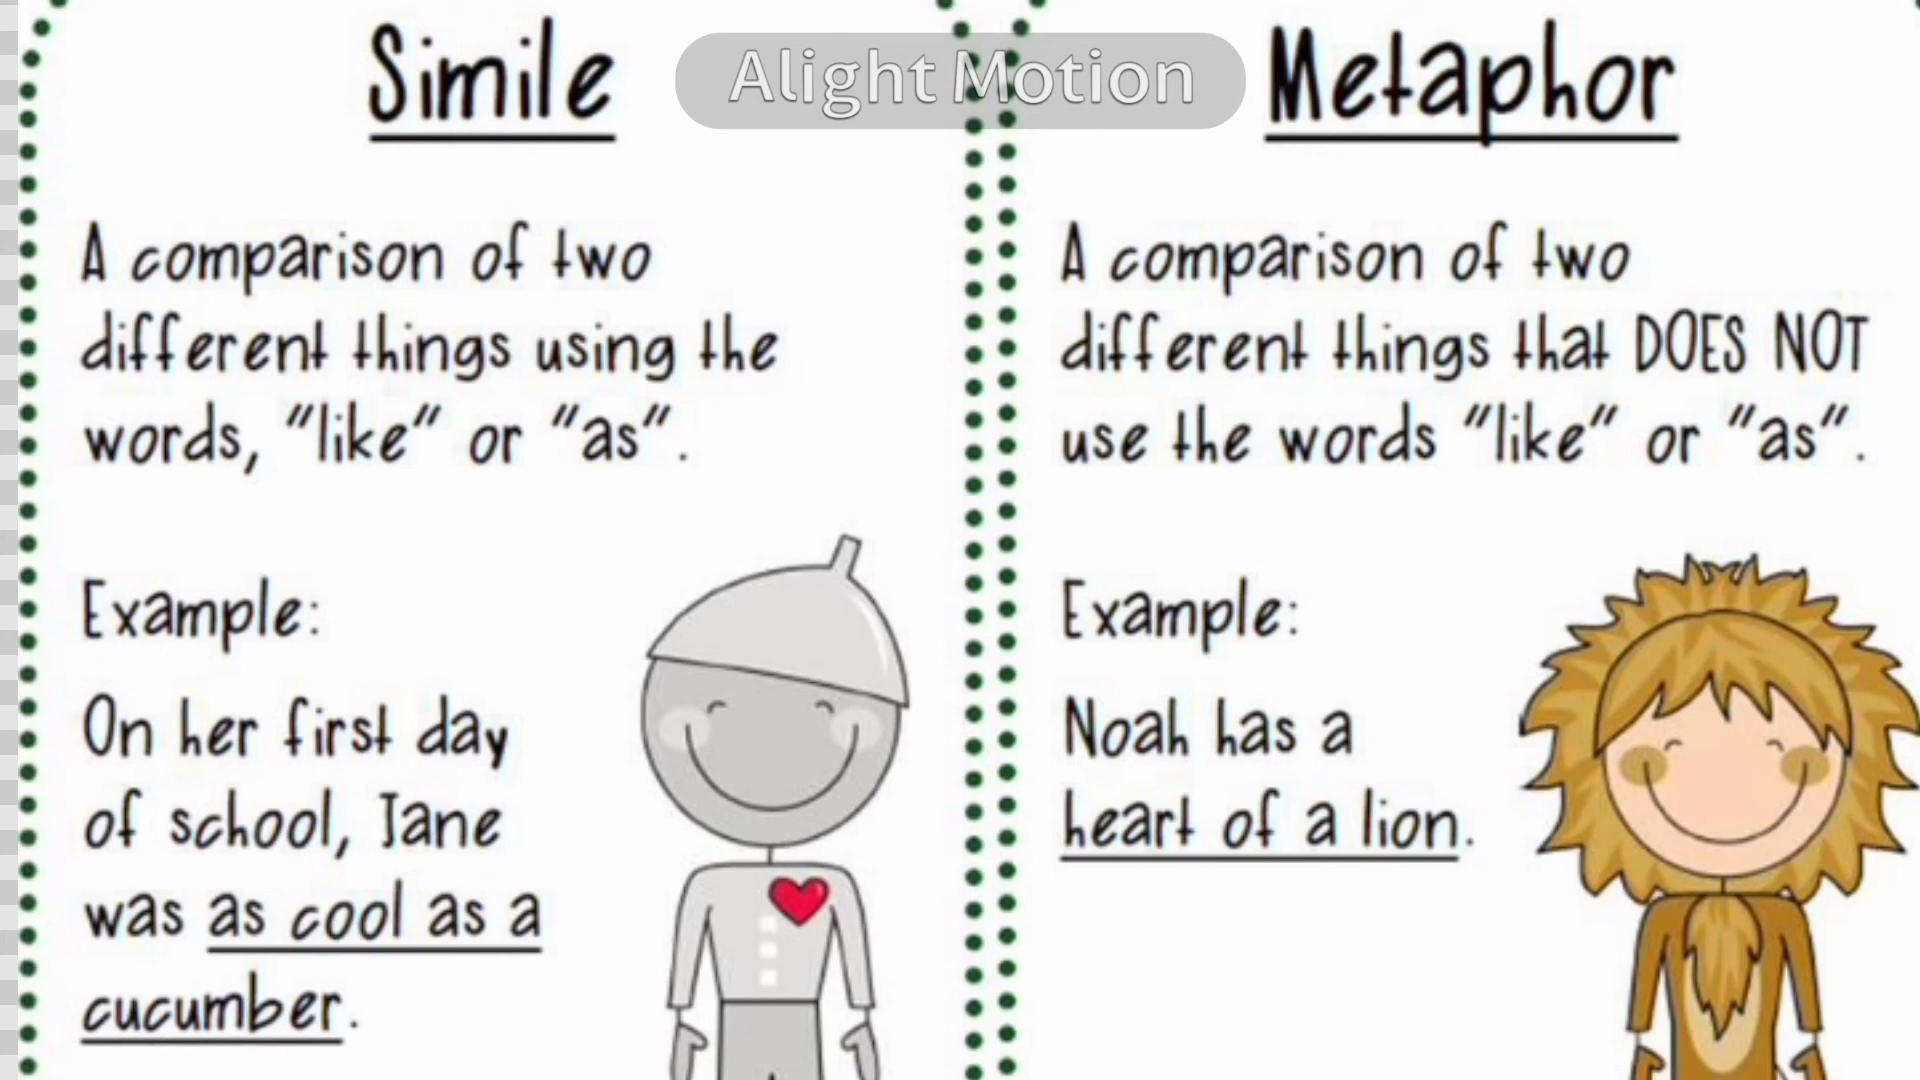 Simile
Alight Motion
Metaphor
A comparison of two
different things using the
words, "like" or "as".
Example:
On her first day
of school, Jane
was as cool as a
cucumber.
A comparison of two
different things that DOES NOT
use the words "like" or "as".
Example:
Noah has a
heart of a lion.